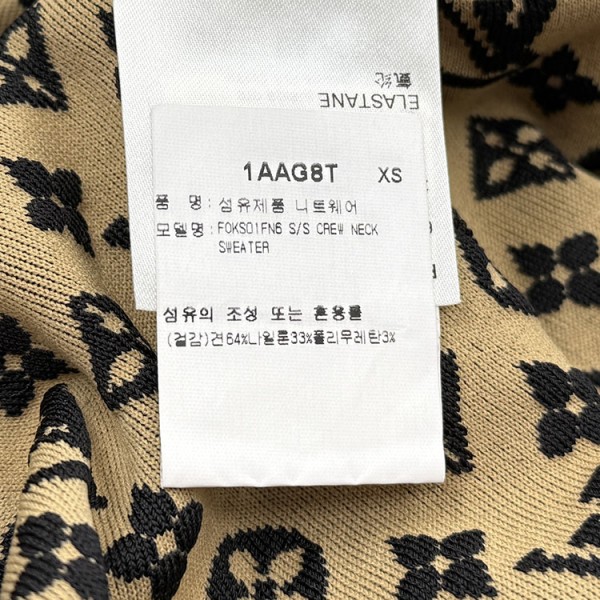 氨纶
ELASTANE
1AAG8T XS
품 명: 섬유제품 니트웨어
모델명: FOKS01FN6 S/S CREW NECK
SWEATER
섬유의 조성 또는 혼용률
(겉감)견64%나일론33%폴리우레탄3%